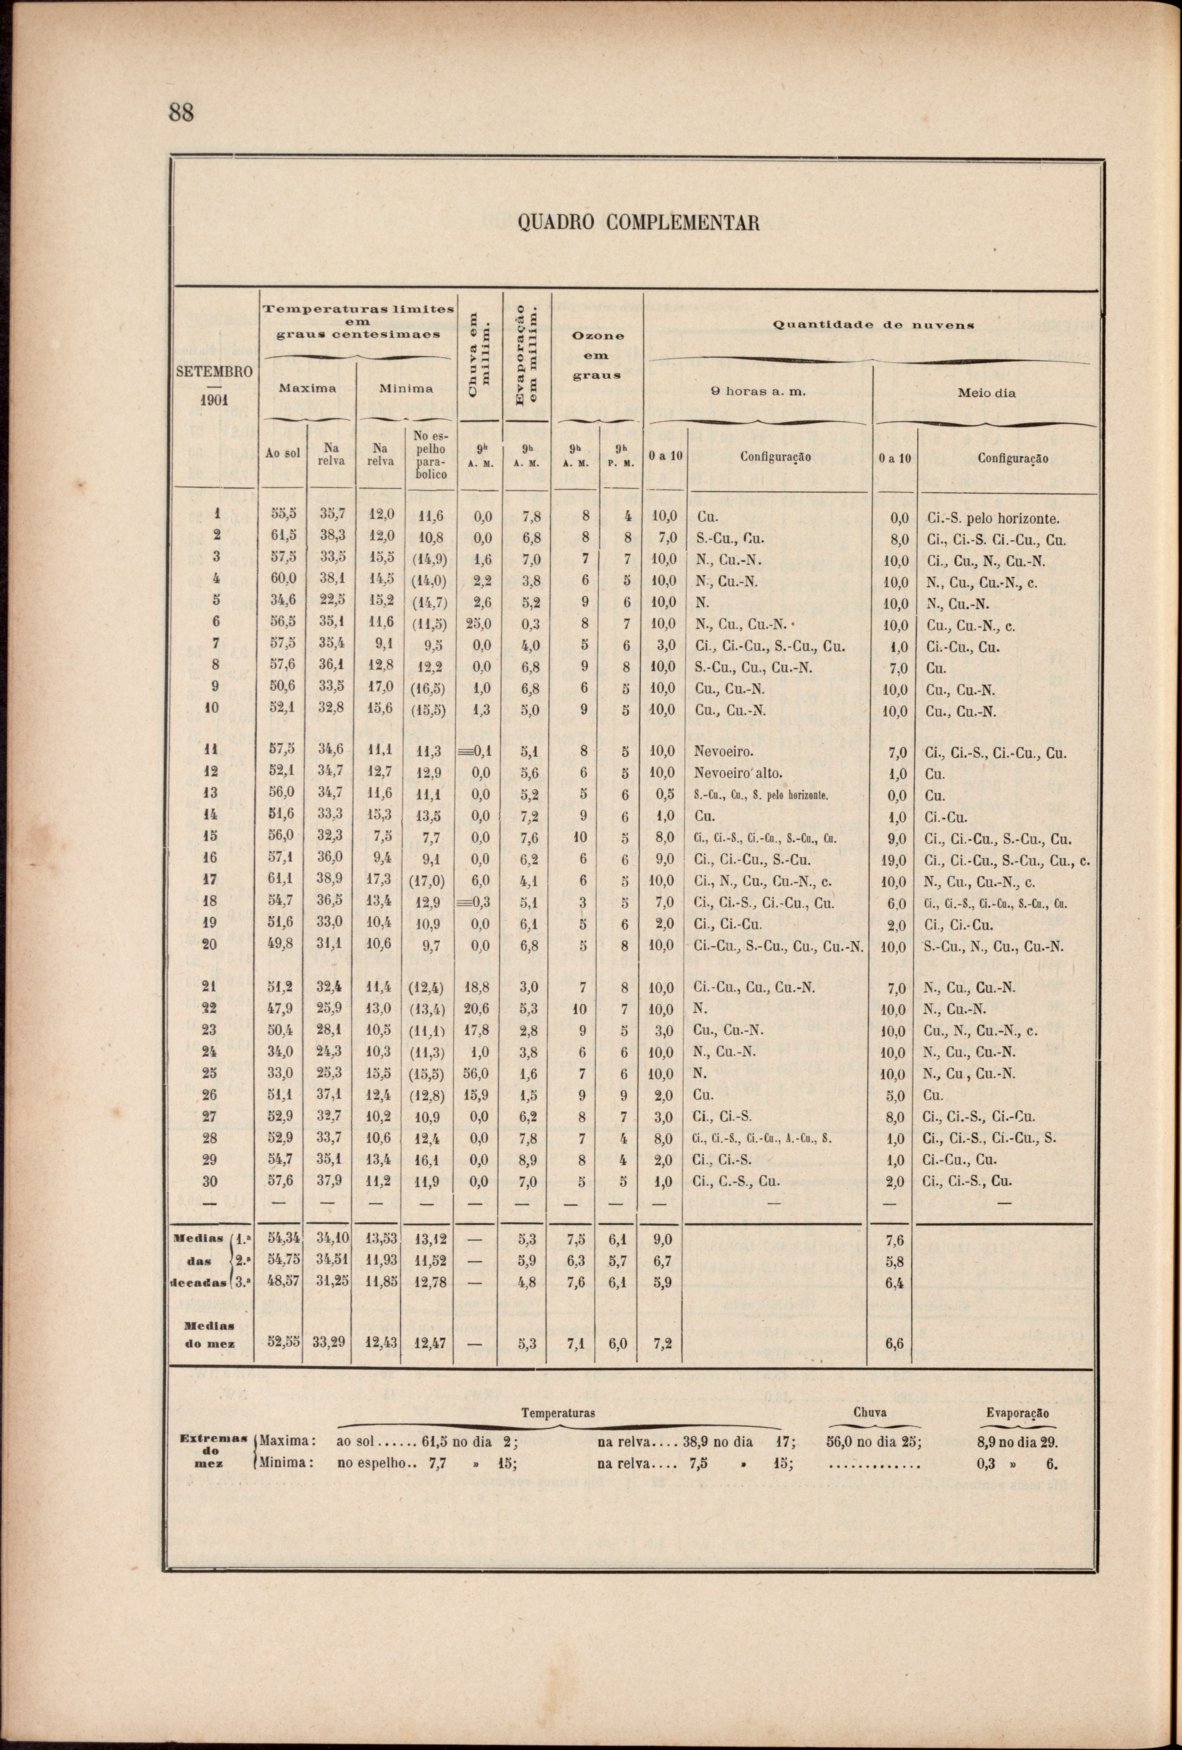 88
QUADRO COMPLEMENTAR
SETEMBRO
—
1901
Temperaturas limites
em
graus centesimaes
Chuva em
millim.
Evaporação
em millim.
Ozone
em
graus
Quantidade de nuvens
Maxima Minima 9 horas a. m. Meio dia
Ao sol Na relva Na relva No espelho parabolico 9h A. M. 9h A. M. 9h A. M. 9h P. M. 0 a 10 Configuração 0 a 10 Configuração
1 55,5 35,7 12,0 11,6 0,0 7,8 8 4 10,0 Cu. 0,0 Ci.-S. pelo horizonte.
2 61,5 38,3 12,0 10,8 0,0 6,8 8 8 7,0 S.-Cu., Cu. 8,0 Ci., Ci.-S. Ci.-Cu., Cu.
3 57,5 33,5 15,5 (14,9) 1,6 7,0 7 7 10,0 N., Cu.-N. 10,0 Ci., Cu., N., Cu.-N.
4 60,0 38,1 14,5 (14,0) 2,2 3,8 6 5 10,0 N., Cu.-N. 10,0 N., Cu., Cu.-N., c.
5 34,6 22,5 15,2 (14,7) 2,6 5,2 9 6 10,0 N. 10,0 N., Cu.-N.
6 56,5 35,1 11,6 (11,5) 25,0 0,3 8 7 10,0 N., Cu., Cu.-N. 10,0 Cu., Cu.-N., c.
7 57,5 35,4 9,1 9,5 0,0 4,0 5 6 3,0 Ci., Ci.-Cu., S.-Cu., Cu. 1,0 Ci.-Cu., Cu.
8 57,6 36,1 12,8 12,2 0,0 6,8 9 8 10,0 S.-Cu., Cu., Cu.-N. 7,0 Cu.
9 50,6 33,5 17,0 (16,5) 1,0 6,8 6 5 10,0 Cu., Cu.-N. 10,0 Cu., Cu.-N.
10 52,1 32,8 15,6 (15,5) 1,3 5,0 9 5 10,0 Cu., Cu.-N. 10,0 Cu., Cu.-N.
11 57,5 34,6 11,1 11,3 ≡0,1 5,1 8 5 10,0 Nevoeiro. 7,0 Ci., Ci.-S., Ci.-Cu., Cu.
12 52,1 34,7 12,7 12,9 0,0 5,6 6 5 10,0 Nevoeiro alto. 1,0 Cu.
13 56,0 34,7 11,6 11,1 0,0 5,2 5 6 0,5 S.-Cu., Cu., S. pelo horizonte. 0,0 Cu.
14 51,6 33,3 15,3 13,5 0,0 7,2 9 6 1,0 Cu. 1,0 Ci.-Cu.
15 56,0 32,3 7,5 7,7 0,0 7,6 10 5 8,0 Ci., Ci.-S., Ci.-Cu., S.-Cu., Cu. 9,0 Ci., Ci.-Cu., S.-Cu., Cu.
16 57,1 36,0 9,4 9,1 0,0 6,2 6 6 9,0 Ci., Ci.-Cu., S.-Cu. 19,0 Ci., Ci.-Cu., S.-Cu., Cu., c.
17 61,1 38,9 17,3 (17,0) 6,0 4,1 6 5 10,0 Ci., N., Cu., Cu.-N., c. 10,0 N., Cu., Cu.-N., c.
18 54,7 36,5 13,4 12,9 ≡0,3 5,1 3 5 7,0 Ci., Ci.-S., Ci.-Cu., Cu. 6,0 Ci., Ci.-S., Ci.-Cu., S.-Cu., Cu.
19 51,6 33,0 10,4 10,9 0,0 6,1 5 6 2,0 Ci., Ci.-Cu. 2,0 Ci., Ci.-Cu.
20 49,8 31,1 10,6 9,7 0,0 6,8 5 8 10,0 Ci.-Cu., S.-Cu., Cu., Cu.-N. 10,0 S.-Cu., N., Cu., Cu.-N.
21 51,2 32,4 11,4 (12,4) 18,8 3,0 7 8 10,0 Ci.-Cu., Cu., Cu.-N. 7,0 N., Cu., Cu.-N.
22 47,9 25,9 13,0 (13,4) 20,6 5,3 10 7 10,0 N. 10,0 N., Cu.-N.
23 50,4 28,1 10,5 (11,1) 17,8 2,8 9 5 3,0 Cu., Cu.-N. 10,0 Cu., N., Cu.-N., c.
24 34,0 24,3 10,3 (11,3) 1,0 3,8 6 6 10,0 N., Cu.-N. 10,0 N., Cu., Cu.-N.
25 33,0 25,3 15,5 (15,5) 56,0 1,6 7 6 10,0 N. 10,0 N., Cu, Cu.-N.
26 51,1 37,1 12,4 (12,8) 15,9 1,5 9 9 2,0 Cu. 5,0 Cu.
27 52,9 32,7 10,2 10,9 0,0 6,2 8 7 3,0 Ci., Ci.-S. 8,0 Ci., Ci.-S., Ci.-Cu.
28 52,9 33,7 10,6 12,4 0,0 7,8 7 4 8,0 Ci., Ci.-S., Ci.-Cu., A.-Cu., S. 1,0 Ci., Ci.-S., Ci.-Cu., S.
29 54,7 35,1 13,4 16,1 0,0 8,9 8 4 2,0 Ci., Ci.-S. 1,0 Ci.-Cu., Cu.
30 57,6 37,9 11,2 11,9 0,0 7,0 5 5 1,0 Ci., C.-S., Cu. 2,0 Ci., Ci.-S., Cu.
— — — — — — — — — — — — —
Medias 1.ª 54,34 34,10 13,53 13,12 — 5,3 7,5 6,1 9,0 7,6
das 2.ª 54,75 34,51 11,93 11,52 — 5,9 6,3 5,7 6,7 5,8
decadas 3.ª 48,57 31,25 11,85 12,78 — 4,8 7,6 6,1 5,9 6,4
Medias
do mez 52,55 33,29 12,43 12,47 — 5,3 7,1 6,0 7,2 6,6
Temperaturas Chuva Evaporação
Extremas
do
mez
Maxima: ao sol...... 61,5 no dia 2; na relva.... 38,9 no dia 17; 56,0 no dia 25; 8,9 no dia 29.
Minima: no espelho.. 7,7 » 15; na relva.... 7,5 » 15; ............. 0,3 » 6.